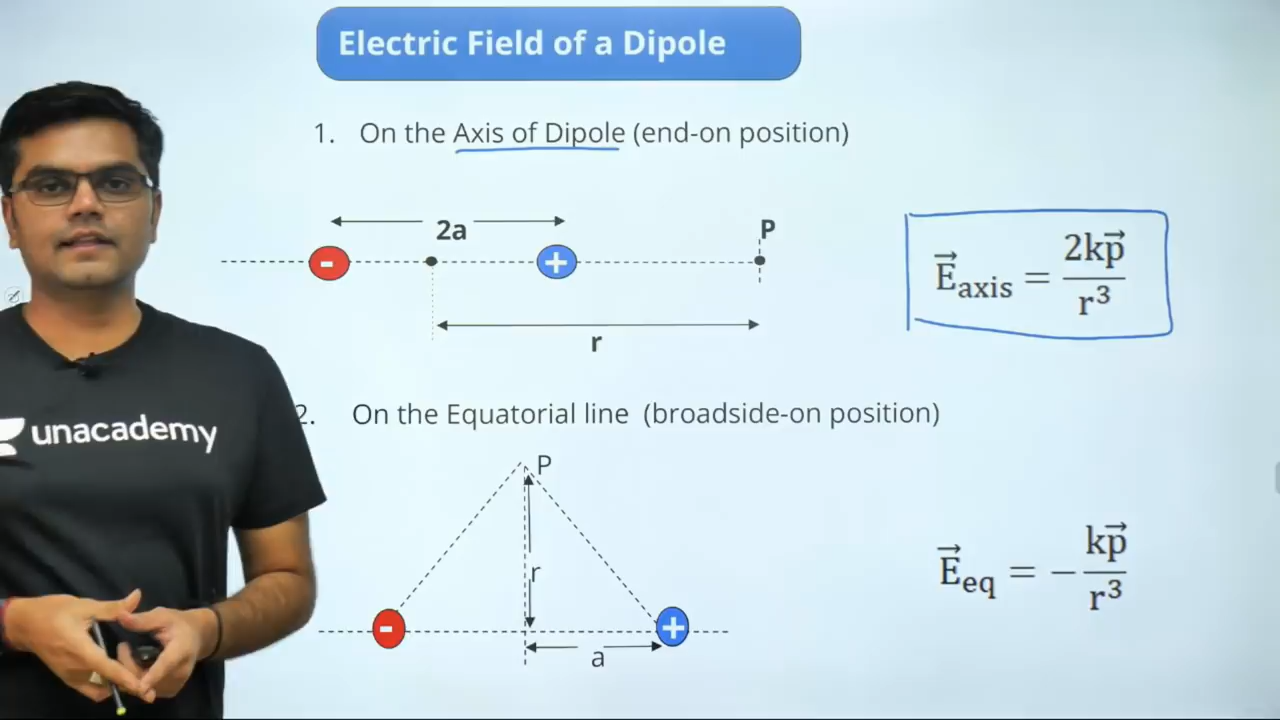 Electric Field of a Dipole
1. On the Axis of Dipole (end-on position)
2a
P
- +
r
E⃗axis = 2kp⃗ / r³
unacademy
2. On the Equatorial line (broadside-on position)
P
r
- +
a
E⃗eq = − kp⃗ / r³